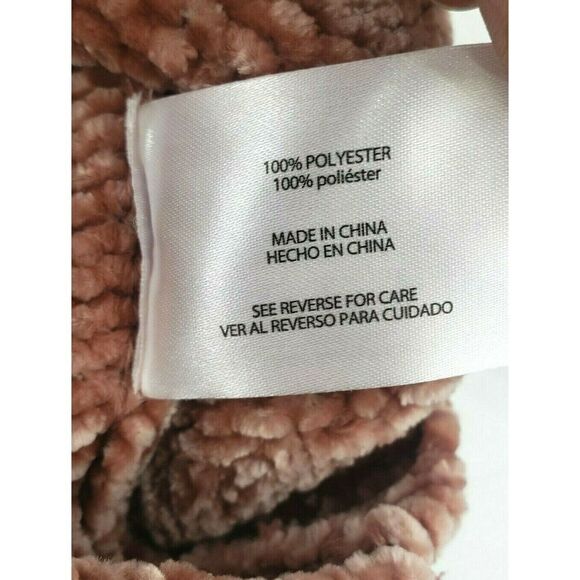 100% POLYESTER
100% poliéster
MADE IN CHINA
HECHO EN CHINA
SEE REVERSE FOR CARE
VER AL REVERSO PARA CUIDADO